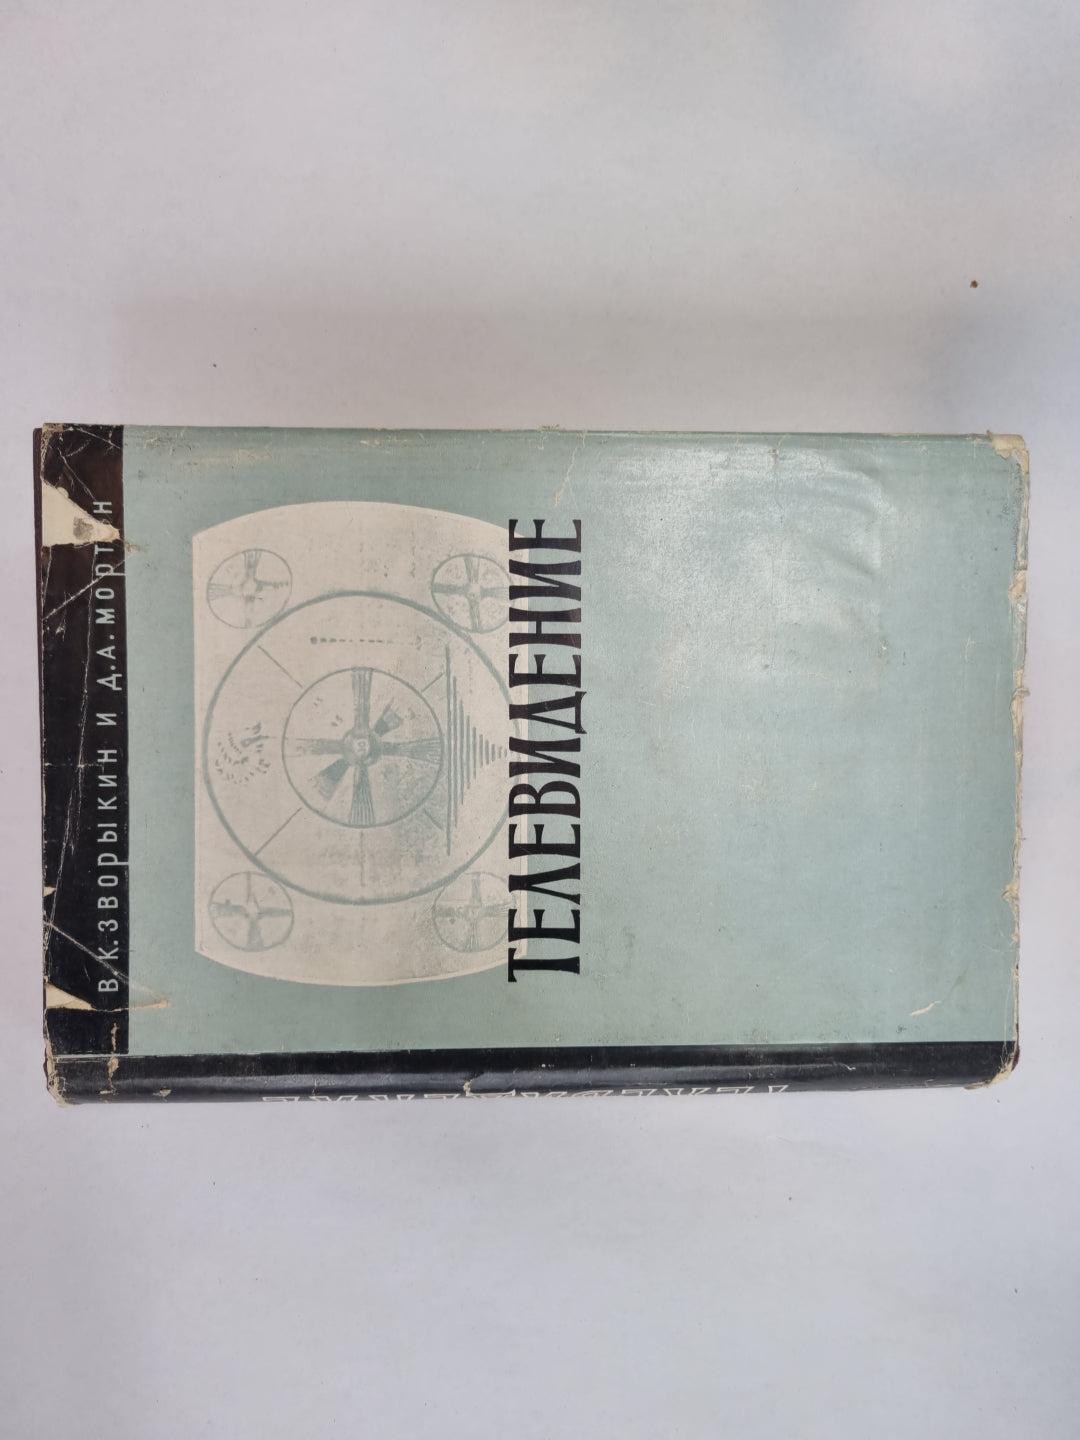 В. К. ЗВОРЫКИН И Д. А. МОРТОН
ТЕЛЕВИДЕНИЕ